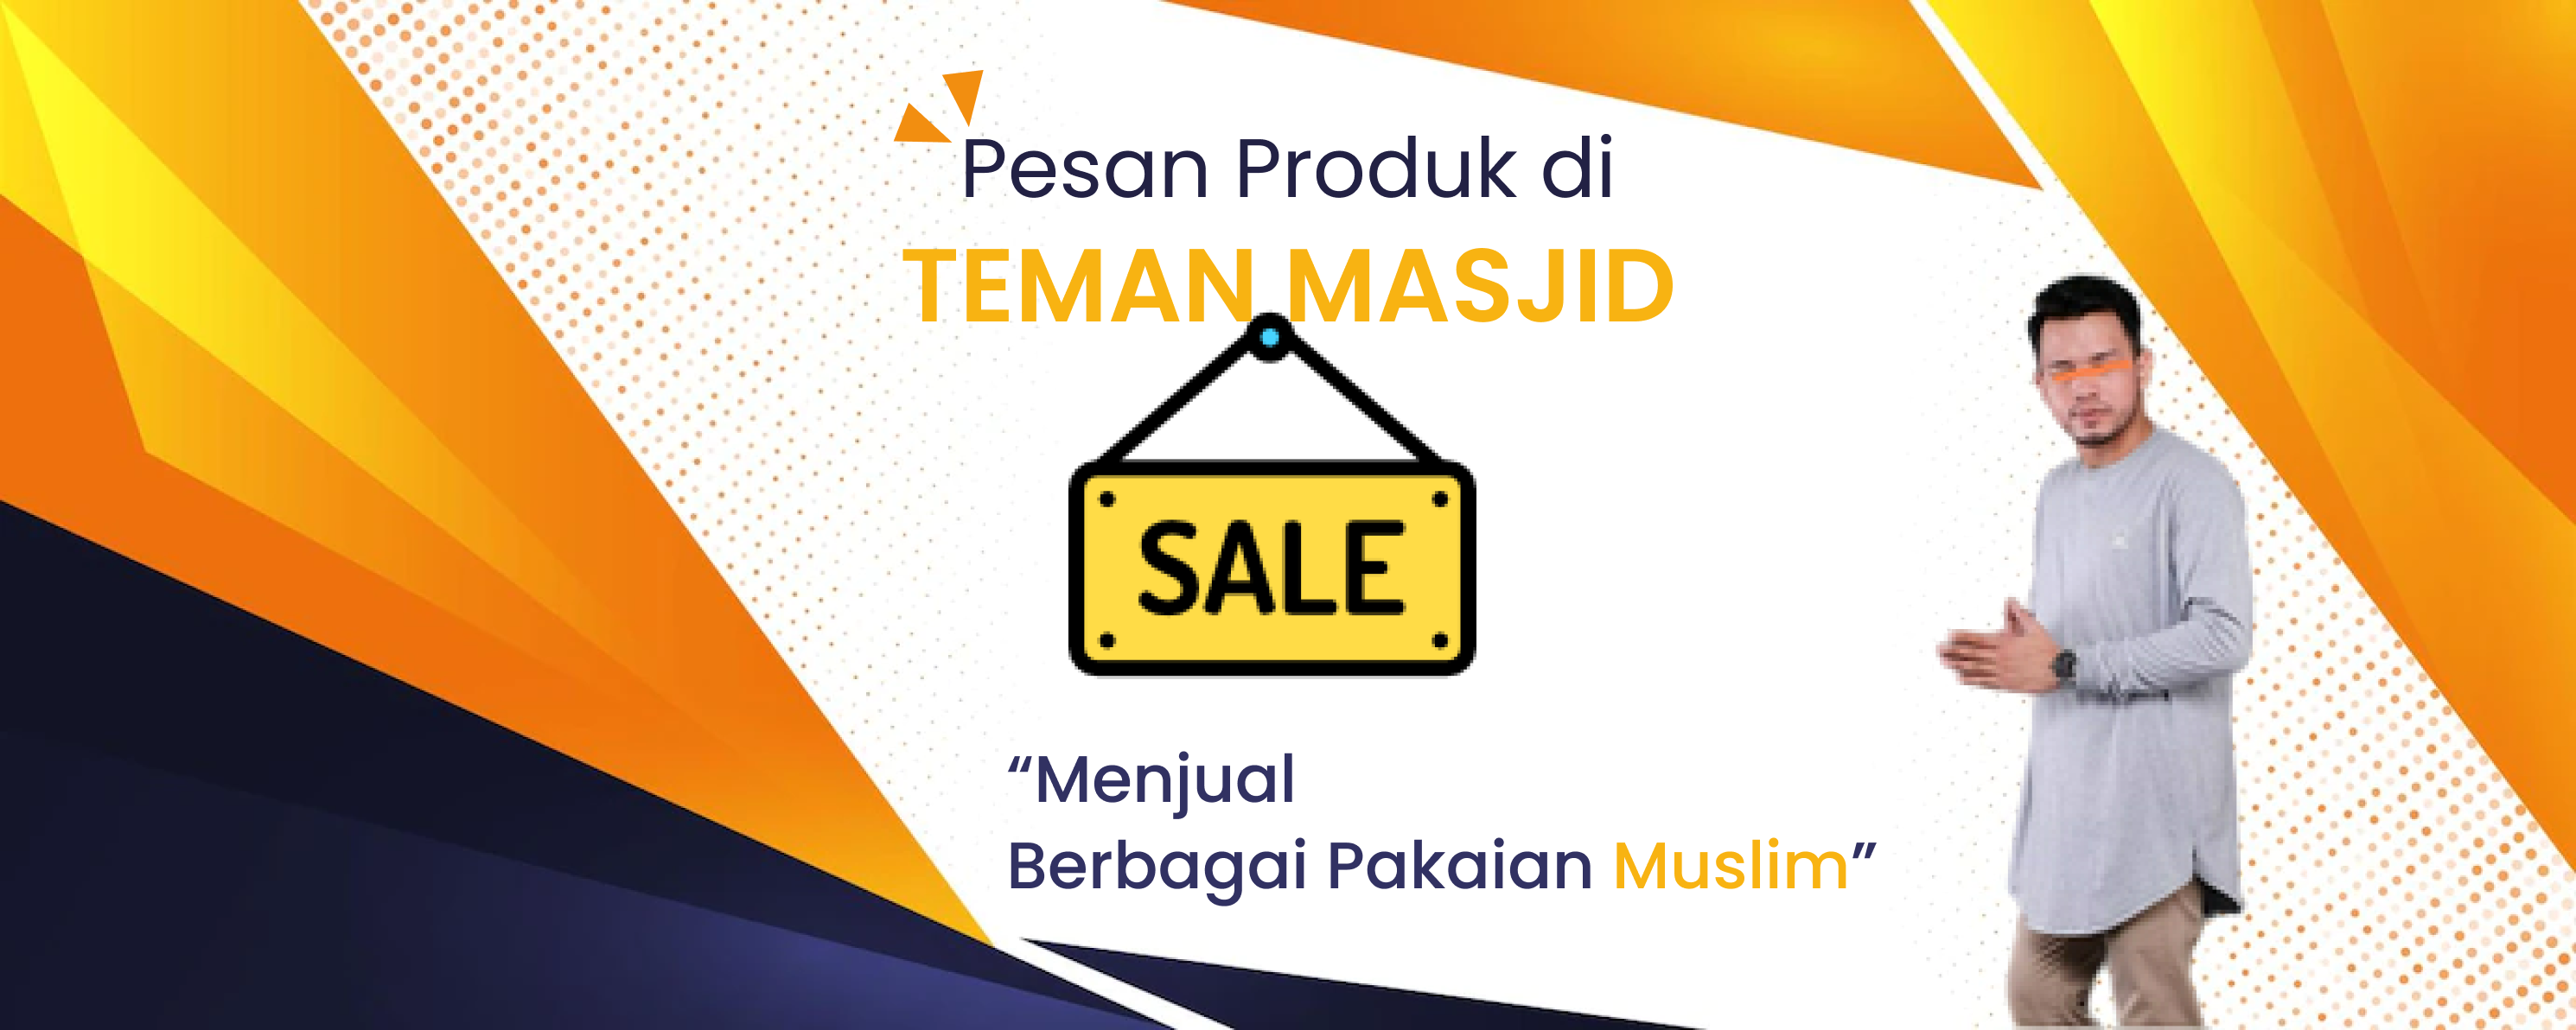 Pesan Produk di
TEMAN MASJID
SALE
“Menjual
Berbagai Pakaian Muslim”